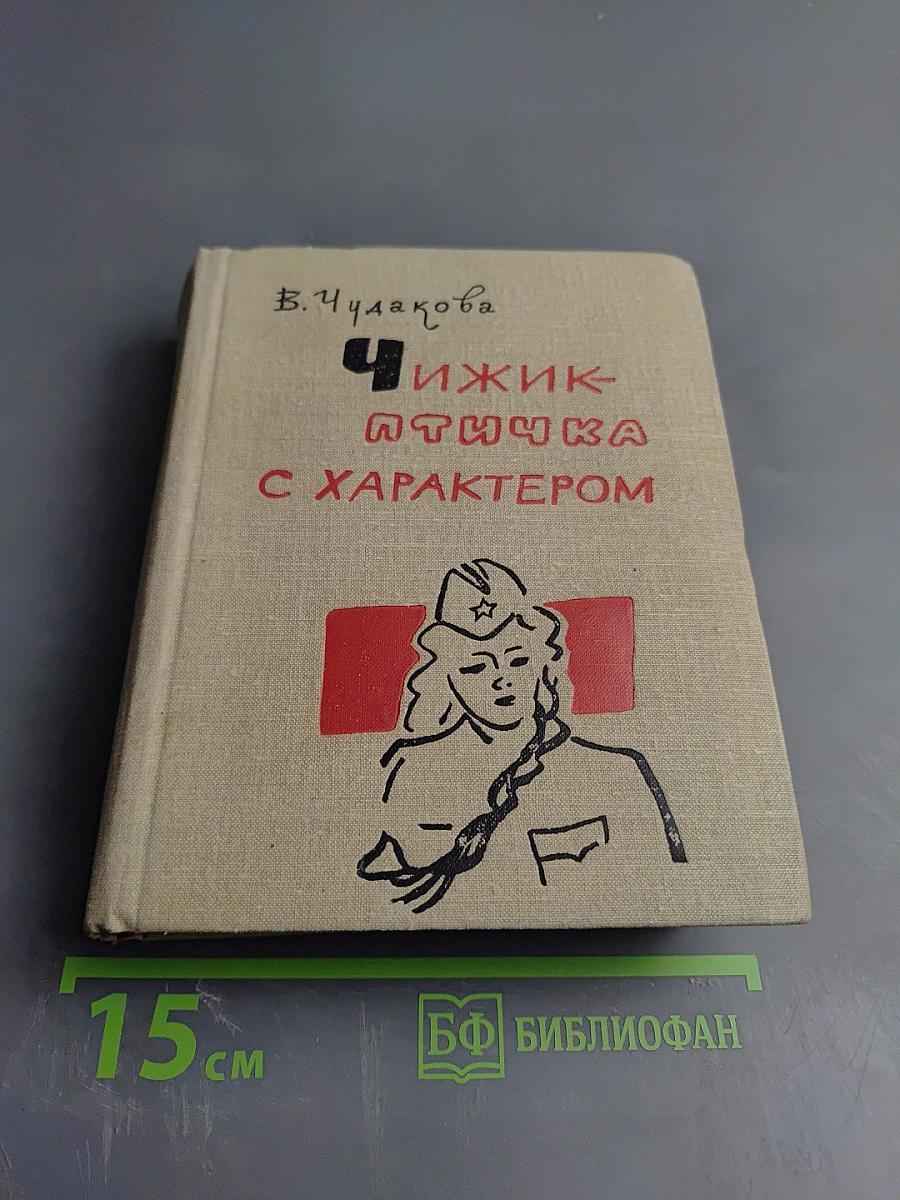 В. Чудакова
Чижик-
птичка
с характером
15 см
БФ БИБЛИОФАН